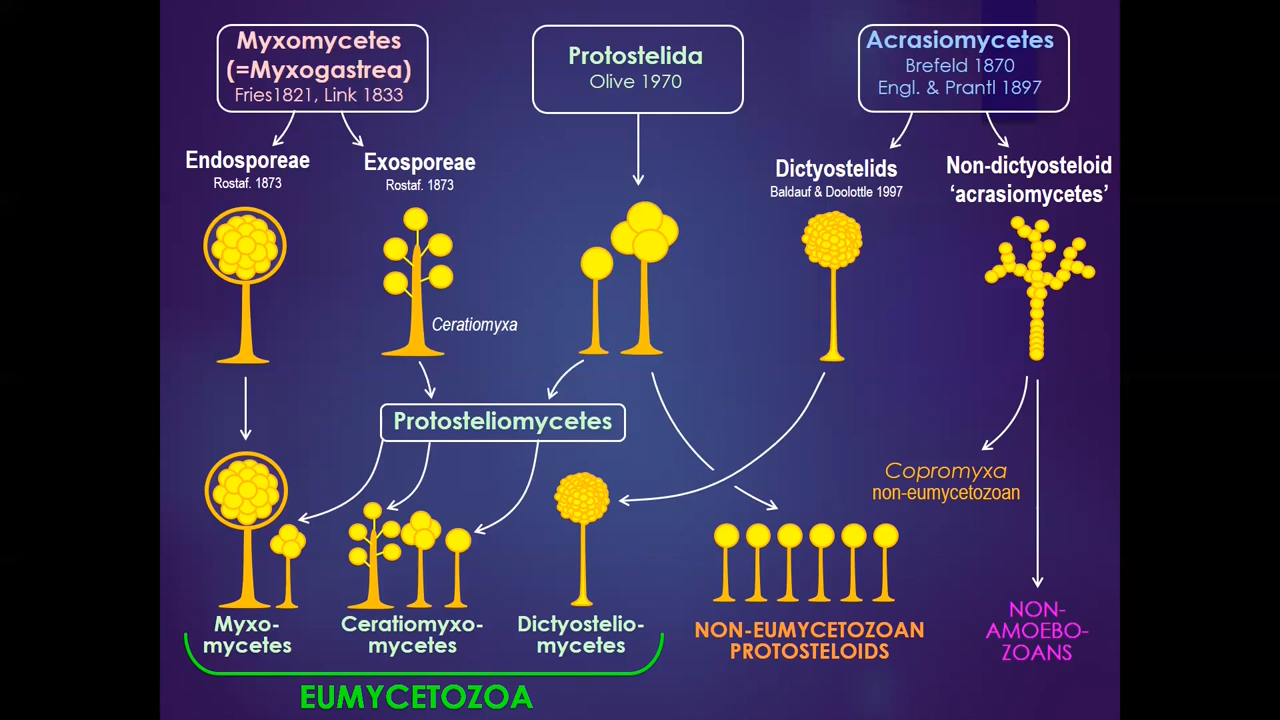 Myxomycetes
(=Myxogastrea)
Fries1821, Link 1833
Protostelida
Olive 1970
Acrasiomycetes
Brefeld 1870
Engl. & Prantl 1897
Endosporeae
Rostaf. 1873
Exosporeae
Rostaf. 1873
Dictyostelids
Baldauf & Doolottle 1997
Non-dictyosteloid
‘acrasiomycetes’
Ceratiomyxa
Protosteliomycetes
Copromyxa
non-eumycetozoan
Myxo-
mycetes
Ceratiomyxo-
mycetes
Dictyostelio-
mycetes
NON-EUMYCETOZOAN
PROTOSTELOIDS
NON-
AMOEBO-
ZOANS
EUMYCETOZOA